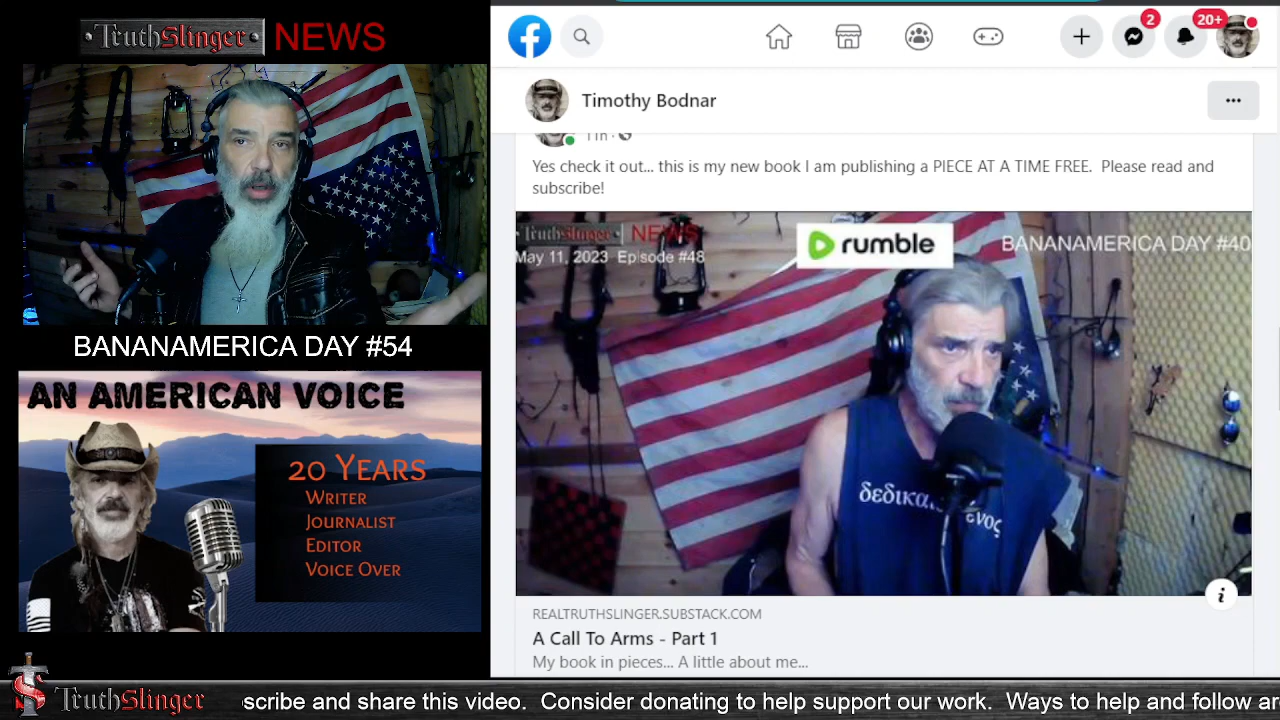 TruthSlinger NEWS
BANANAMERICA DAY #54
AN AMERICAN VOICE
20 YEARS
WRITER
JOURNALIST
EDITOR
VOICE OVER
2
20+
Timothy Bodnar
11h ·
Yes check it out... this is my new book I am publishing a PIECE AT A TIME FREE. Please read and
subscribe!
TruthSlinger NEWS
May 11, 2023 Episode #48
rumble
BANANAMERICA DAY #40
δεδικα
ένος
REALTRUTHSLINGER.SUBSTACK.COM
A Call To Arms - Part 1
My book in pieces... A little about me...
TruthSlinger
scribe and share this video. Consider donating to help support our work. Ways to help and follow ar